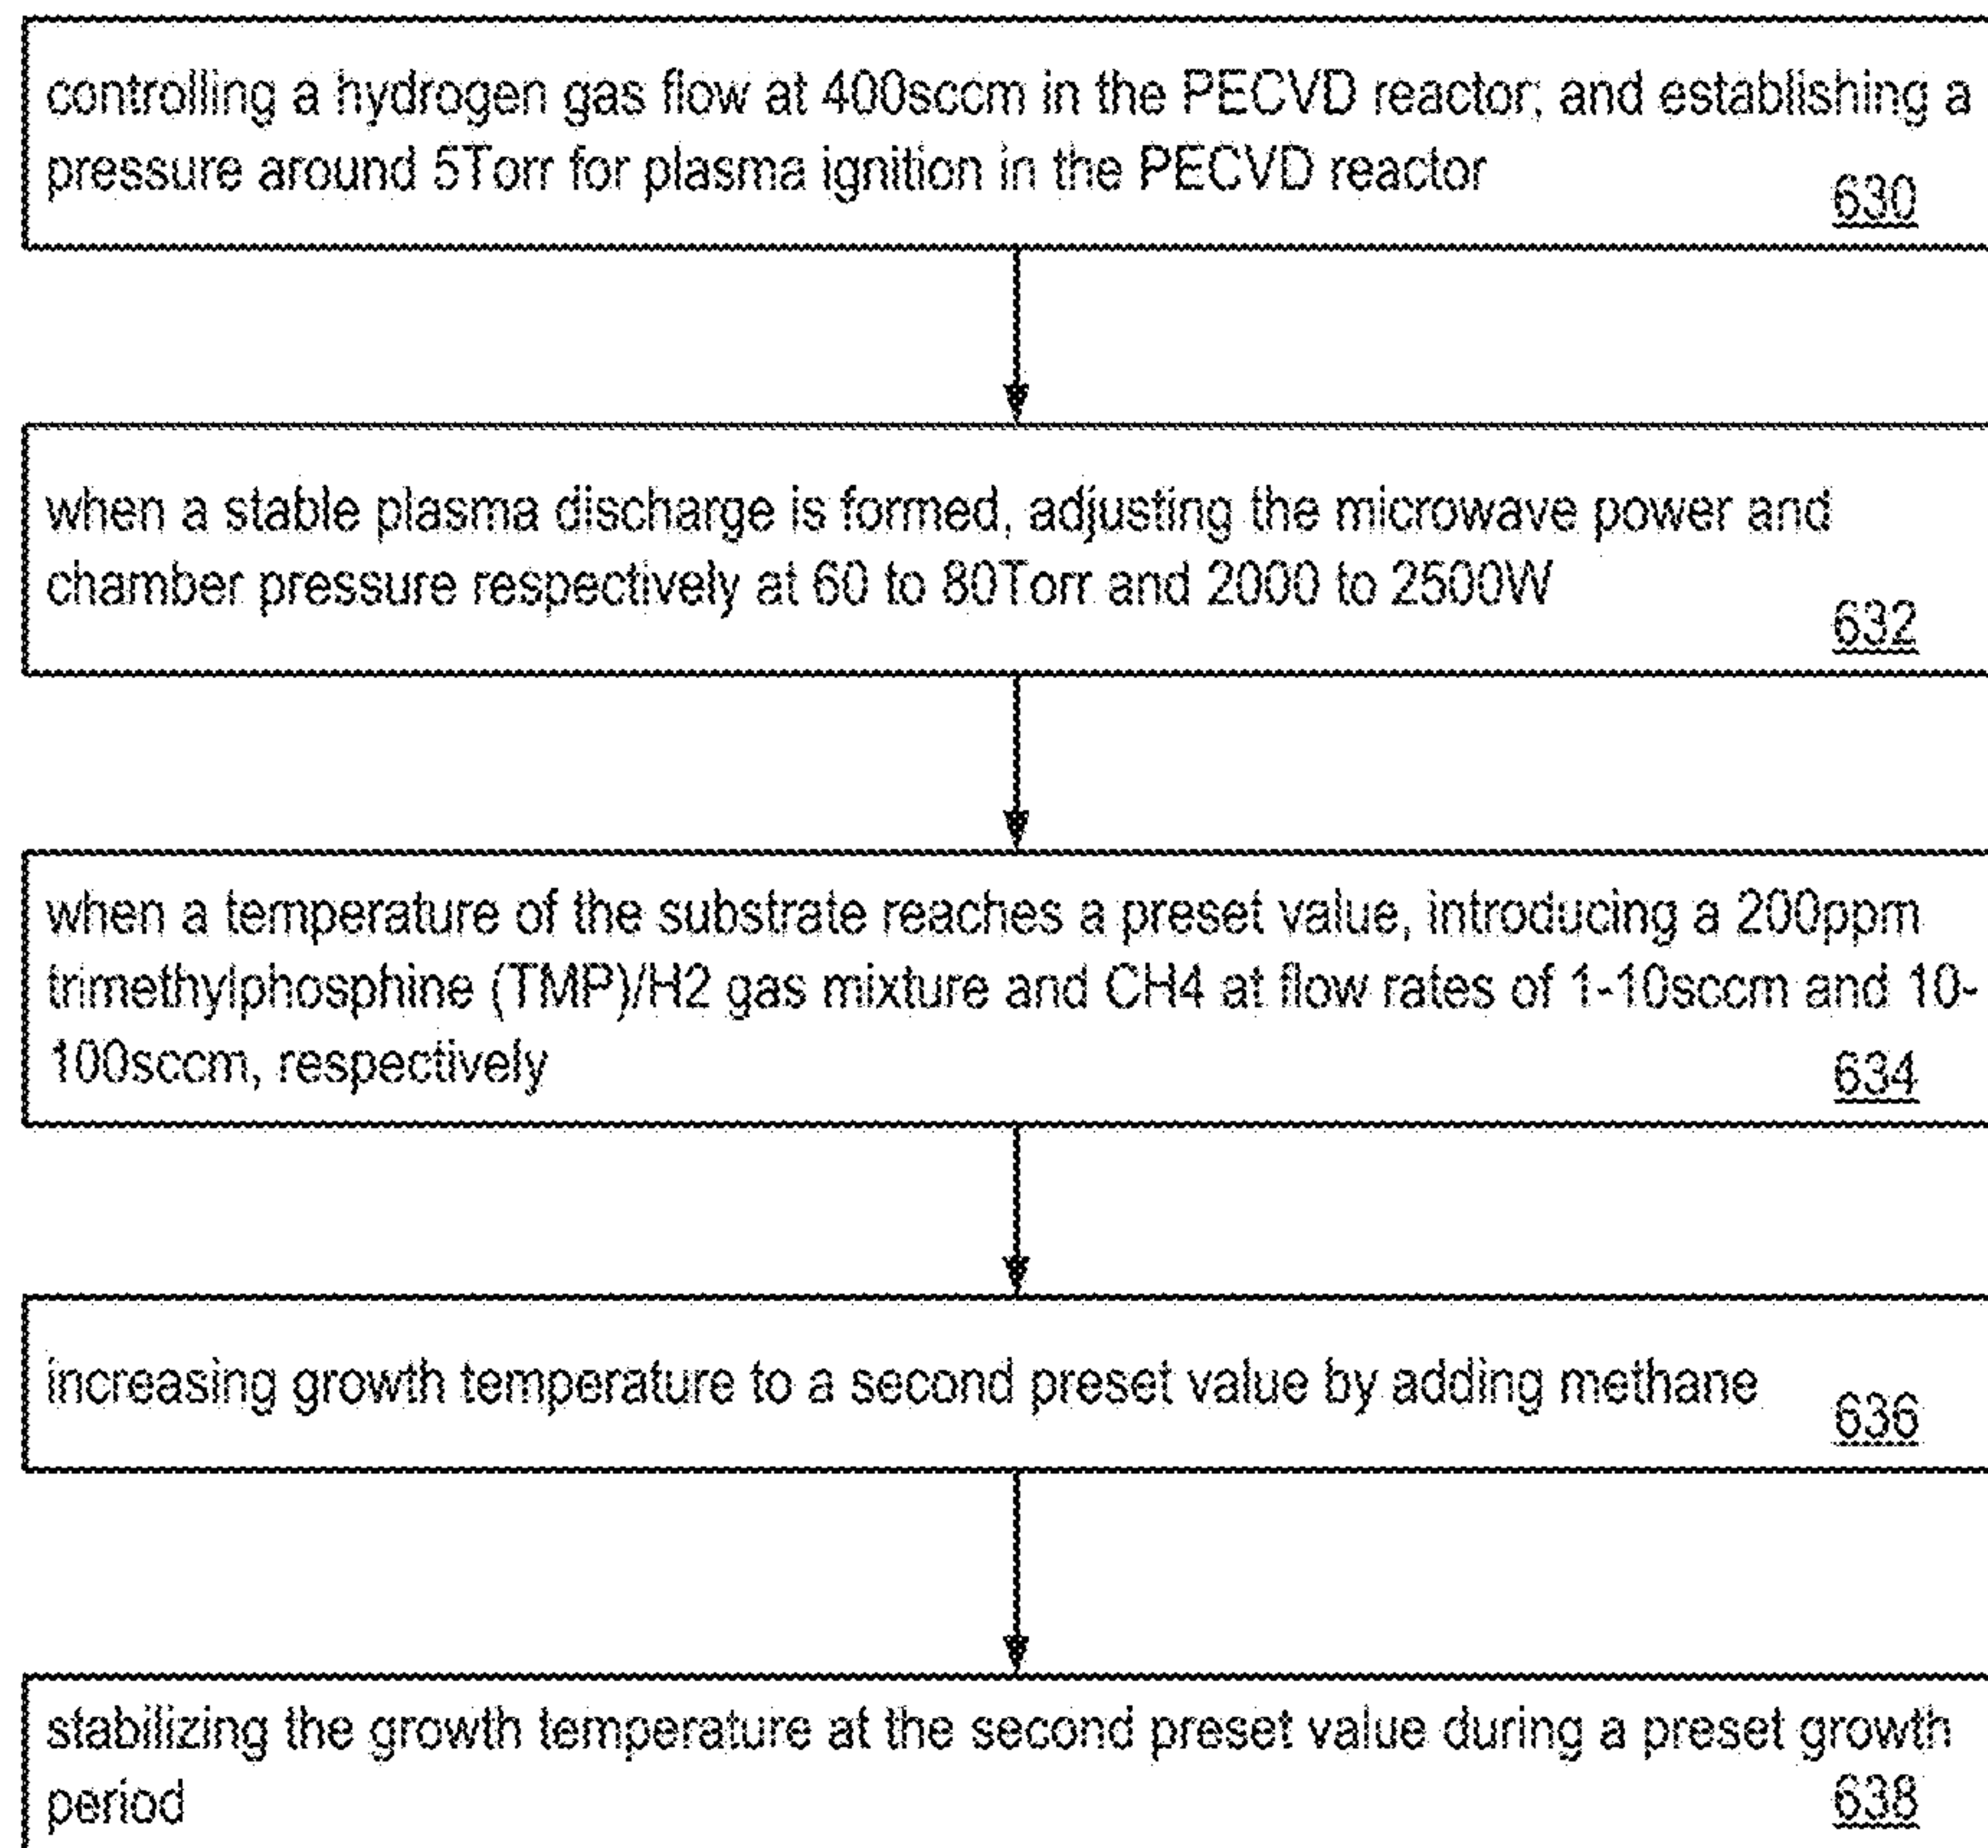 controlling a hydrogen gas flow at 400sccm in the PECVD reactor; and establishing a
pressure around 5Torr for plasma ignition in the PECVD reactor
630
when a stable plasma discharge is formed, adjusting the microwave power and
chamber pressure respectively at 60 to 80Torr and 2000 to 2500W
632
when a temperature of the substrate reaches a preset value, introducing a 200ppm
trimethylphosphine (TMP)/H2 gas mixture and CH4 at flow rates of 1-10sccm and 10-
100sccm, respectively
634
increasing growth temperature to a second preset value by adding methane
636
stabilizing the growth temperature at the second preset value during a preset growth
period
638